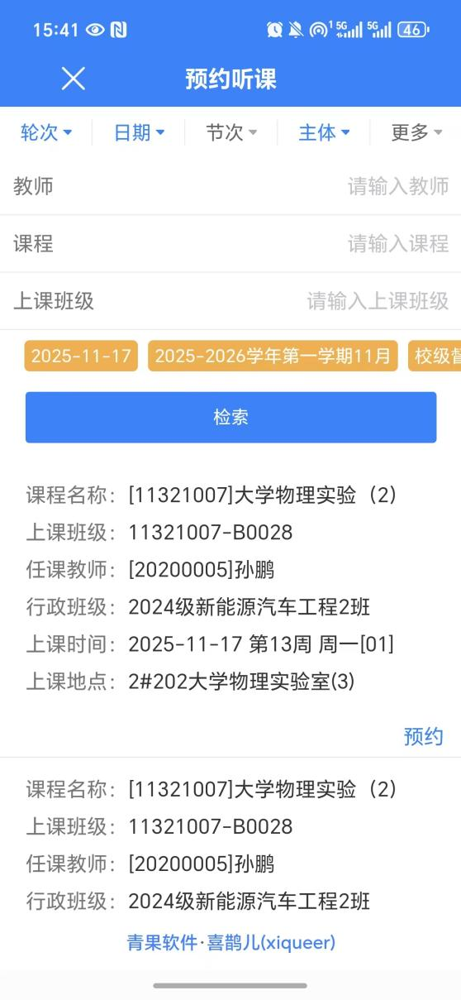 15:41 1 5G 5G 46
预约听课
轮次 日期 节次 主体 更多
教师 请输入教师
课程 请输入课程
上课班级 请输入上课班级
2025-11-17 2025-2026学年第一学期11月 校级督
检索
课程名称： [11321007]大学物理实验（2）
上课班级： 11321007-B0028
任课教师： [20200005]孙鹏
行政班级： 2024级新能源汽车工程2班
上课时间： 2025-11-17 第13周 周一[01]
上课地点： 2#202大学物理实验室(3)
预约
课程名称： [11321007]大学物理实验（2）
上课班级： 11321007-B0028
任课教师： [20200005]孙鹏
行政班级： 2024级新能源汽车工程2班
青果软件·喜鹊儿(xiqueer)